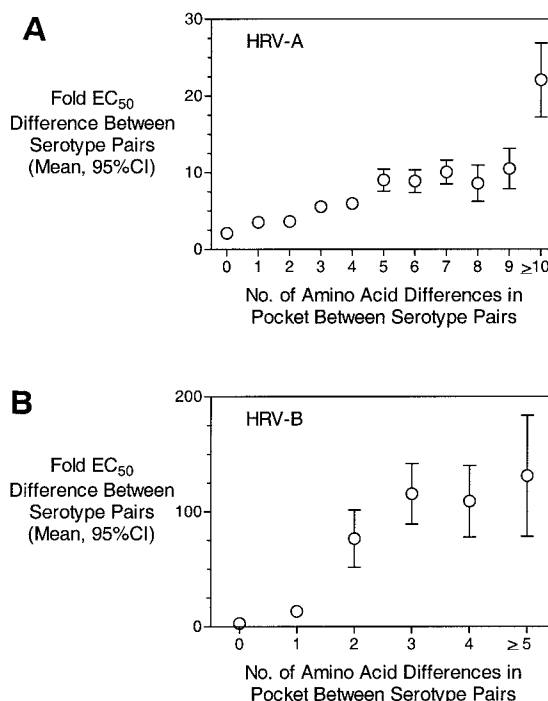 A
HRV-A
Fold EC50
Difference Between
Serotype Pairs
(Mean, 95%CI)
30
20
10
0
0 1 2 3 4 5 6 7 8 9 ≥10
No. of Amino Acid Differences in
Pocket Between Serotype Pairs
B
HRV-B
Fold EC50
Difference Between
Serotype Pairs
(Mean, 95%CI)
200
100
0
0 1 2 3 4 ≥5
No. of Amino Acid Differences in
Pocket Between Serotype Pairs